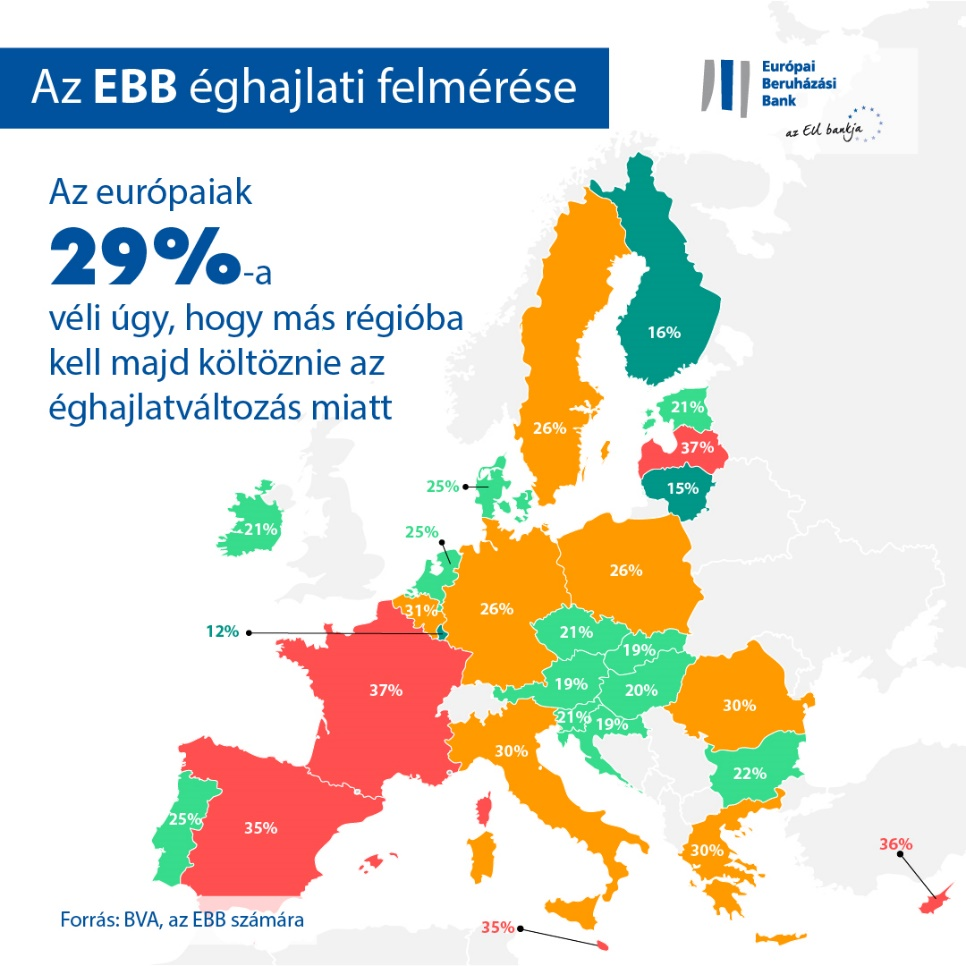 Az EBB éghajlati felmérése
Európai
Beruházási
Bank
az EU bankja
Az európaiak
29%-a
véli úgy, hogy más régióba
kell majd költöznie az
éghajlatváltozás miatt
16%
21%
26%
37%
25%
15%
21%
25%
26%
31%
26%
12%
21%
19%
37%
19%
20%
21%
19%
30%
30%
22%
25%
35%
30%
36%
Forrás: BVA, az EBB számára
35%